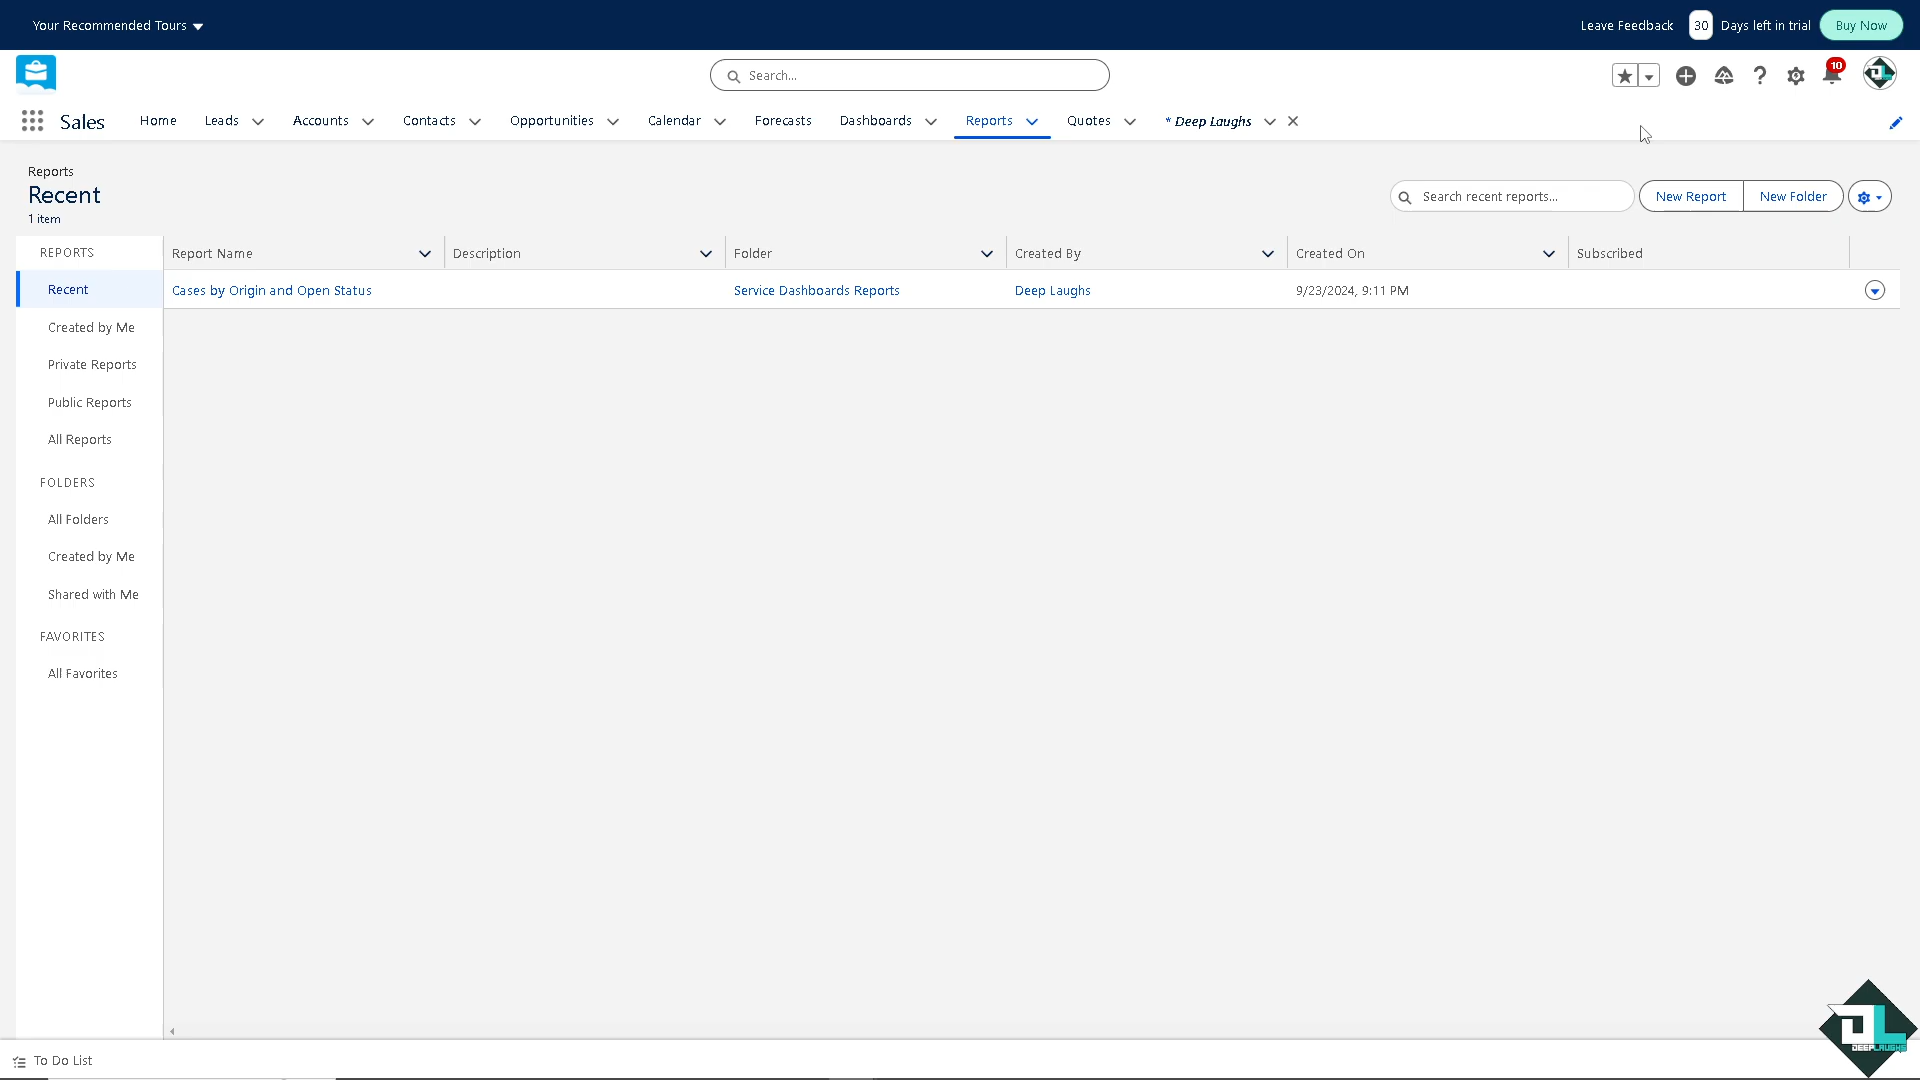 Your Recommended Tours
Leave Feedback 30 Days left in trial Buy Now
Search...
10
Sales Home Leads Accounts Contacts Opportunities Calendar Forecasts Dashboards Reports Quotes * Deep Laughs
Reports
Recent
1 item
Search recent reports...
New Report
New Folder
REPORTS
Report Name Description Folder Created By Created On Subscribed
Recent
Cases by Origin and Open Status Service Dashboards Reports Deep Laughs 9/23/2024, 9:11 PM
Created by Me
Private Reports
Public Reports
All Reports
FOLDERS
All Folders
Created by Me
Shared with Me
FAVORITES
All Favorites
To Do List
DL
DEEPLAUGHS